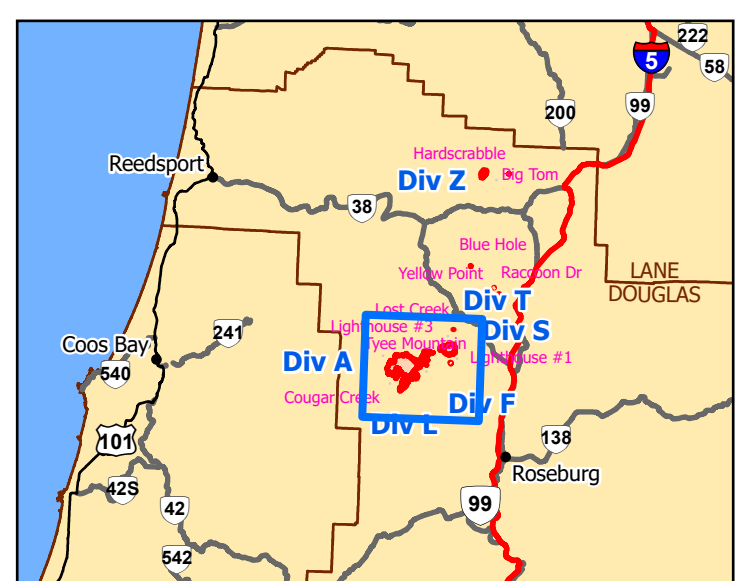 222
5
58
99
200
Hardscrabble
Reedsport
Big Tom
Div Z
38
Blue Hole
Yellow Point
Raccoon Dr
LANE
DOUGLAS
Div T
Lost Creek
Lighthouse #3
Div S
241
Tyee Mountain
Coos Bay
Div A
Lighthouse #1
540
Cougar Creek
Div F
Div L
101
138
Roseburg
42S
99
42
542